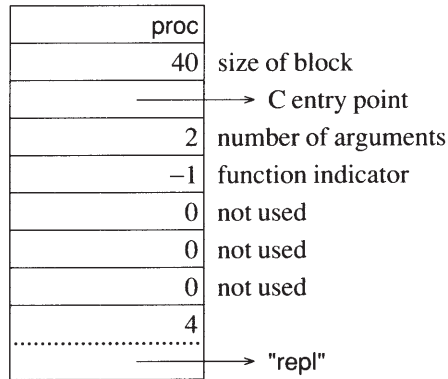 proc
40 size of block
C entry point
2 number of arguments
−1 function indicator
0 not used
0 not used
0 not used
4
"repl"